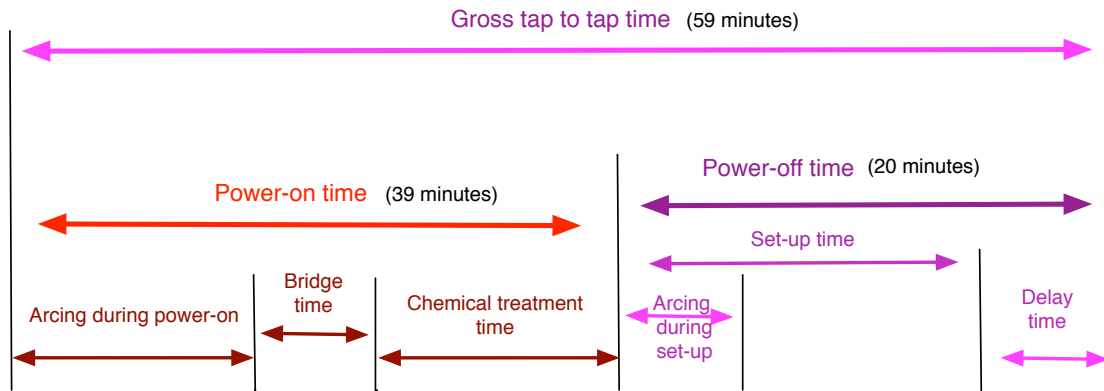 Gross tap to tap time (59 minutes)
Power-on time (39 minutes)
Power-off time (20 minutes)
Set-up time
Arcing during power-on
Bridge
time
Chemical treatment
time
Arcing
during
set-up
Delay
time